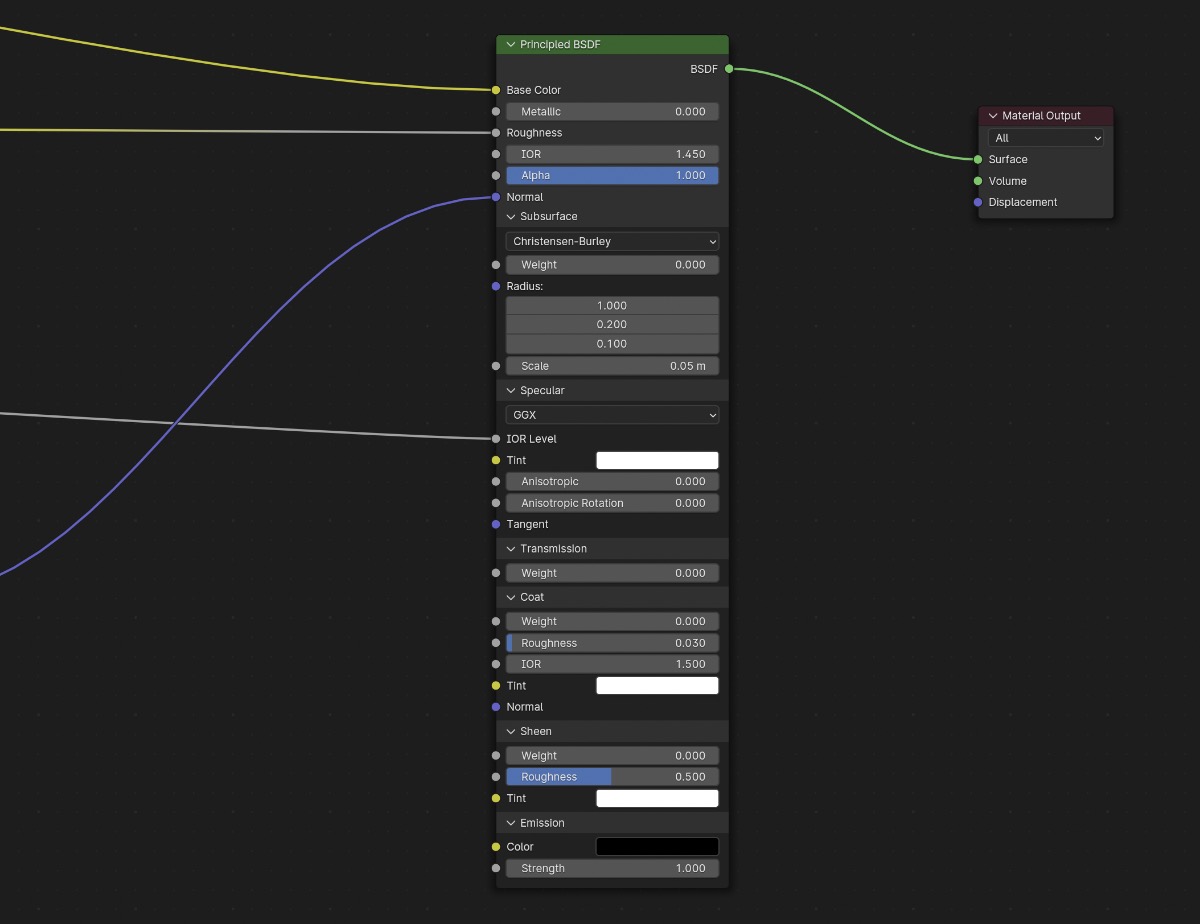 Principled BSDF
BSDF
Base Color
Metallic 0.000
Roughness
IOR 1.450
Alpha 1.000
Normal
Subsurface
Christensen-Burley
Weight 0.000
Radius:
1.000
0.200
0.100
Scale 0.05 m
Specular
GGX
IOR Level
Tint
Anisotropic 0.000
Anisotropic Rotation 0.000
Tangent
Transmission
Weight 0.000
Coat
Weight 0.000
Roughness 0.030
IOR 1.500
Tint
Normal
Sheen
Weight 0.000
Roughness 0.500
Tint
Emission
Color
Strength 1.000
Material Output
All
Surface
Volume
Displacement